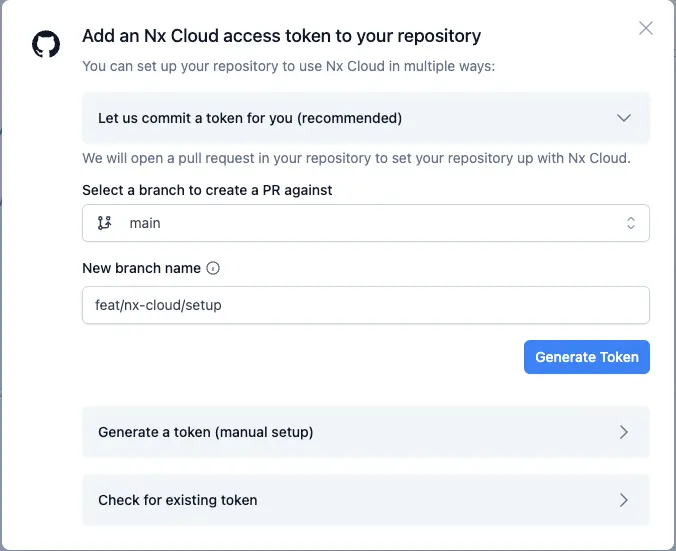 Add an Nx Cloud access token to your repository
You can set up your repository to use Nx Cloud in multiple ways:
Let us commit a token for you (recommended)
We will open a pull request in your repository to set your repository up with Nx Cloud.
Select a branch to create a PR against
main
New branch name
feat/nx-cloud/setup
Generate Token
Generate a token (manual setup)
Check for existing token